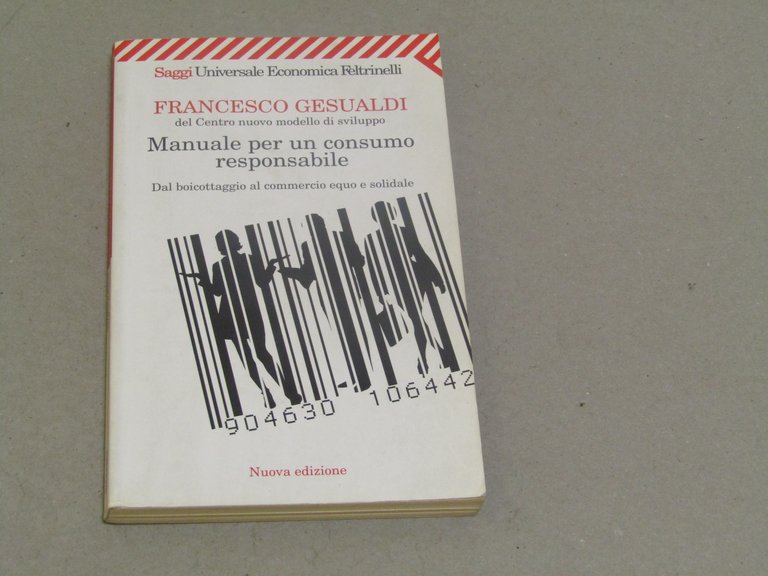 Saggi Universale Economica Feltrinelli
FRANCESCO GESUALDI
del Centro nuovo modello di sviluppo
Manuale per un consumo
responsabile
Dal boicottaggio al commercio equo e solidale
904630 106442
Nuova edizione